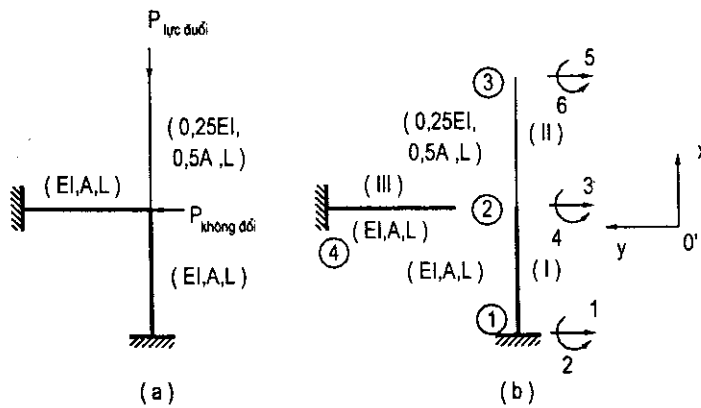 P lực đuổi
( 0,25EI,
0,5A ,L )
( EI,A,L )
P không đổi
( EI,A,L )
( a )
3
5
6
( 0,25EI,
0,5A ,L )
( II )
x
( III )
2
3
4
( EI,A,L )
4
y
0'
( EI,A,L )
( I )
1
1
2
( b )